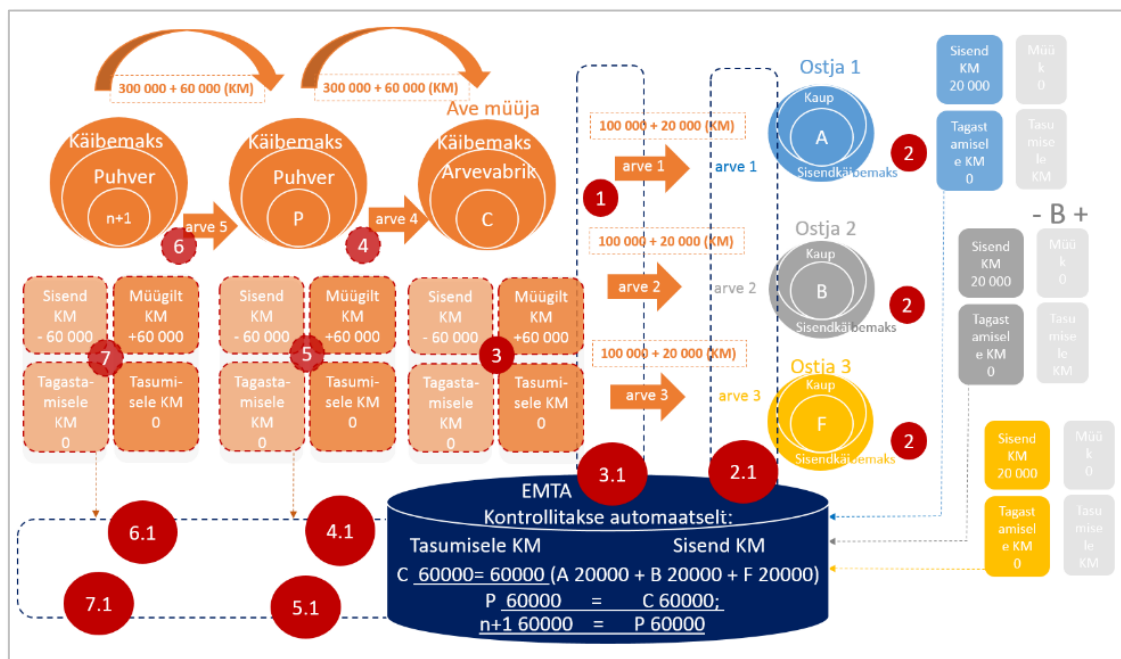 300 000 + 60 000 (KM)
300 000 + 60 000 (KM)
Ave müüja
Käibemaks
Puhver
n+1
arve 5
6
Käibemaks
Puhver
P
arve 4
4
Käibemaks
Arvevabrik
C
1
100 000 + 20 000 (KM)
arve 1
arve 1
Ostja 1
Kaup
A
Sisendkäibemaks
2
100 000 + 20 000 (KM)
arve 2
arve 2
Ostja 2
Kaup
B
Sisendkäibemaks
2
100 000 + 20 000 (KM)
arve 3
arve 3
Ostja 3
Kaup
F
Sisendkäibemaks
2
Sisend
KM
20 000
Müü
k
0
Tagast
amisel
e KM
0
Tasu
misele
KM
- B +
Sisend
KM
20 000
Müü
k
0
Tagast
amisel
e KM
0
Tasu
misele
KM
Sisend
KM
20 000
Müü
k
0
Tagast
amisel
e KM
0
Tasu
mise
le KM
Sisend
KM
- 60 000
Müügilt
KM
+60 000
7
Tagasta-
misele
KM
0
Tasumi-
sele KM
0
Sisend
KM
- 60 000
Müügilt
KM
+60 000
5
Tagasta-
misele
KM
0
Tasumi-
sele KM
0
Sisend
KM
- 60 000
Müügilt
KM
+60 000
3
Tagasta-
misele
KM
0
Tasumi-
sele KM
0
6.1
4.1
7.1
5.1
3.1
2.1
EMTA
Kontrollitakse automaatselt:
Tasumisele KM Sisend KM
C 60000= 60000 (A 20000 + B 20000 + F 20000)
P 60000 = C 60000;
n+1 60000 = P 60000